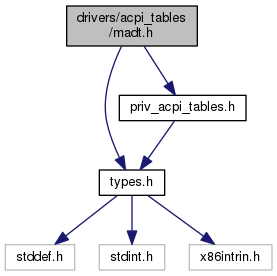 drivers/acpi_tables
/madt.h
priv_acpi_tables.h
types.h
stddef.h
stdint.h
x86intrin.h